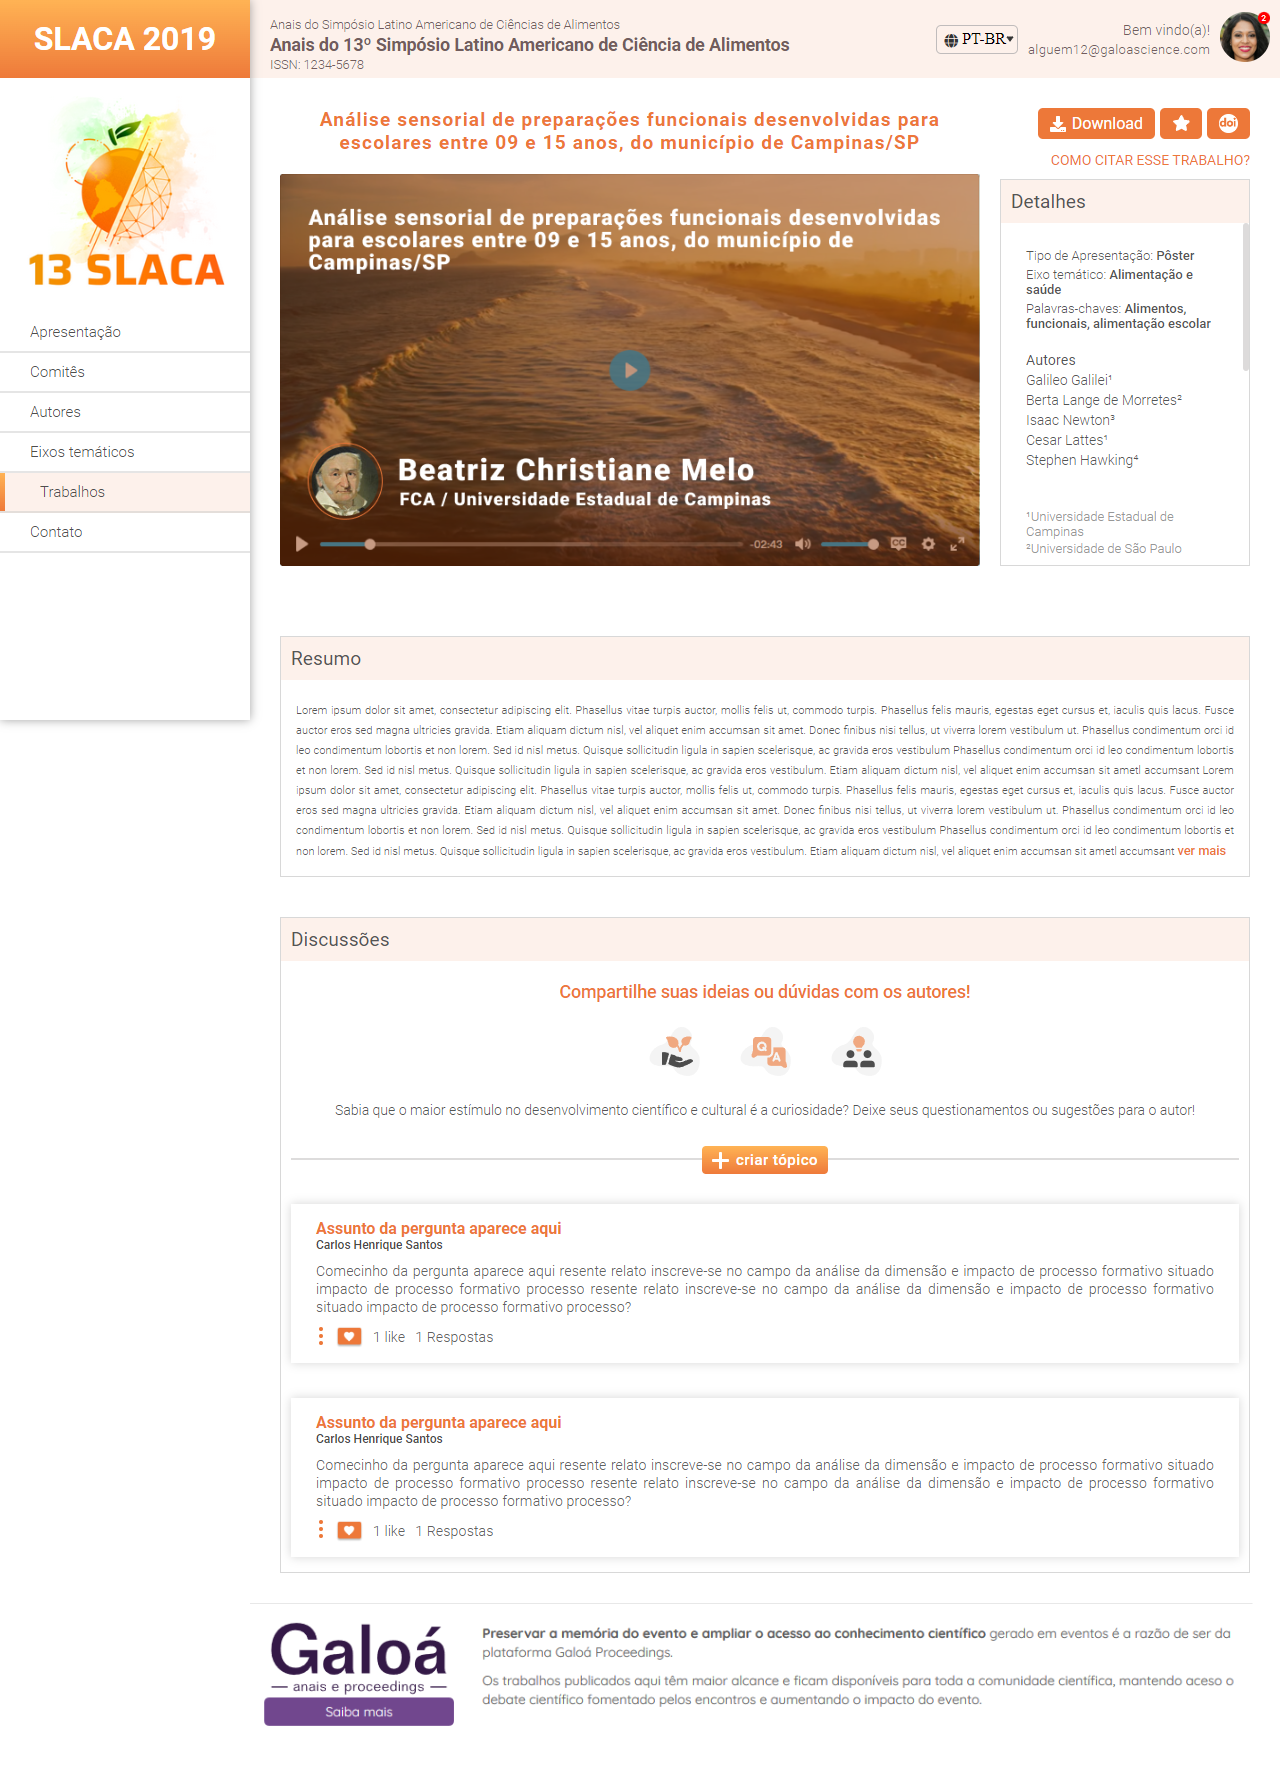 SLACA 2019
Anais do Simpósio Latino Americano de Ciências de Alimentos
Anais do 13º Simpósio Latino Americano de Ciência de Alimentos
ISSN: 1234-5678
PT-BR
Bem vindo(a)!
alguem12@galoascience.com
2
13 SLACA
Apresentação
Comitês
Autores
Eixos temáticos
Trabalhos
Contato
Análise sensorial de preparações funcionais desenvolvidas para
escolares entre 09 e 15 anos, do município de Campinas/SP
Download
doi
COMO CITAR ESSE TRABALHO?
Análise sensorial de preparações funcionais desenvolvidas
para escolares entre 09 e 15 anos, do município de
Campinas/SP
Beatriz Christiane Melo
FCA / Universidade Estadual de Campinas
-02:43
CC
Detalhes
Tipo de Apresentação: Pôster
Eixo temático: Alimentação e
saúde
Palavras-chaves: Alimentos,
funcionais, alimentação escolar
Autores
Galileo Galilei¹
Berta Lange de Morretes²
Isaac Newton³
Cesar Lattes¹
Stephen Hawking⁴
¹Universidade Estadual de
Campinas
²Universidade de São Paulo
Resumo
Lorem ipsum dolor sit amet, consectetur adipiscing elit. Phasellus vitae turpis auctor, mollis felis ut, commodo turpis. Phasellus felis mauris, egestas eget cursus et, iaculis quis lacus. Fusce
auctor eros sed magna ultricies gravida. Etiam aliquam dictum nisl, vel aliquet enim accumsan sit amet. Donec finibus nisi tellus, ut viverra lorem vestibulum ut. Phasellus condimentum orci id
leo condimentum lobortis et non lorem. Sed id nisl metus. Quisque sollicitudin ligula in sapien scelerisque, ac gravida eros vestibulum Phasellus condimentum orci id leo condimentum lobortis
et non lorem. Sed id nisl metus. Quisque sollicitudin ligula in sapien scelerisque, ac gravida eros vestibulum. Etiam aliquam dictum nisl, vel aliquet enim accumsan sit ametl accumsant Lorem
ipsum dolor sit amet, consectetur adipiscing elit. Phasellus vitae turpis auctor, mollis felis ut, commodo turpis. Phasellus felis mauris, egestas eget cursus et, iaculis quis lacus. Fusce auctor
eros sed magna ultricies gravida. Etiam aliquam dictum nisl, vel aliquet enim accumsan sit amet. Donec finibus nisi tellus, ut viverra lorem vestibulum ut. Phasellus condimentum orci id leo
condimentum lobortis et non lorem. Sed id nisl metus. Quisque sollicitudin ligula in sapien scelerisque, ac gravida eros vestibulum Phasellus condimentum orci id leo condimentum lobortis et
non lorem. Sed id nisl metus. Quisque sollicitudin ligula in sapien scelerisque, ac gravida eros vestibulum. Etiam aliquam dictum nisl, vel aliquet enim accumsan sit ametl accumsant ver mais
Discussões
Compartilhe suas ideias ou dúvidas com os autores!
Q A
Sabia que o maior estímulo no desenvolvimento científico e cultural é a curiosidade? Deixe seus questionamentos ou sugestões para o autor!
criar tópico
Assunto da pergunta aparece aqui
Carlos Henrique Santos
Comecinho da pergunta aparece aqui resente relato inscreve-se no campo da análise da dimensão e impacto de processo formativo situado
impacto de processo formativo processo resente relato inscreve-se no campo da análise da dimensão e impacto de processo formativo
situado impacto de processo formativo processo?
1 like 1 Respostas
Assunto da pergunta aparece aqui
Carlos Henrique Santos
Comecinho da pergunta aparece aqui resente relato inscreve-se no campo da análise da dimensão e impacto de processo formativo situado
impacto de processo formativo processo resente relato inscreve-se no campo da análise da dimensão e impacto de processo formativo
situado impacto de processo formativo processo?
1 like 1 Respostas
Galoá
anais e proceedings
Saiba mais
Preservar a memória do evento e ampliar o acesso ao conhecimento científico gerado em eventos é a razão de ser da
plataforma Galoá Proceedings.
Os trabalhos publicados aqui têm maior alcance e ficam disponíveis para toda a comunidade científica, mantendo aceso o
debate científico fomentado pelos encontros e aumentando o impacto do evento.